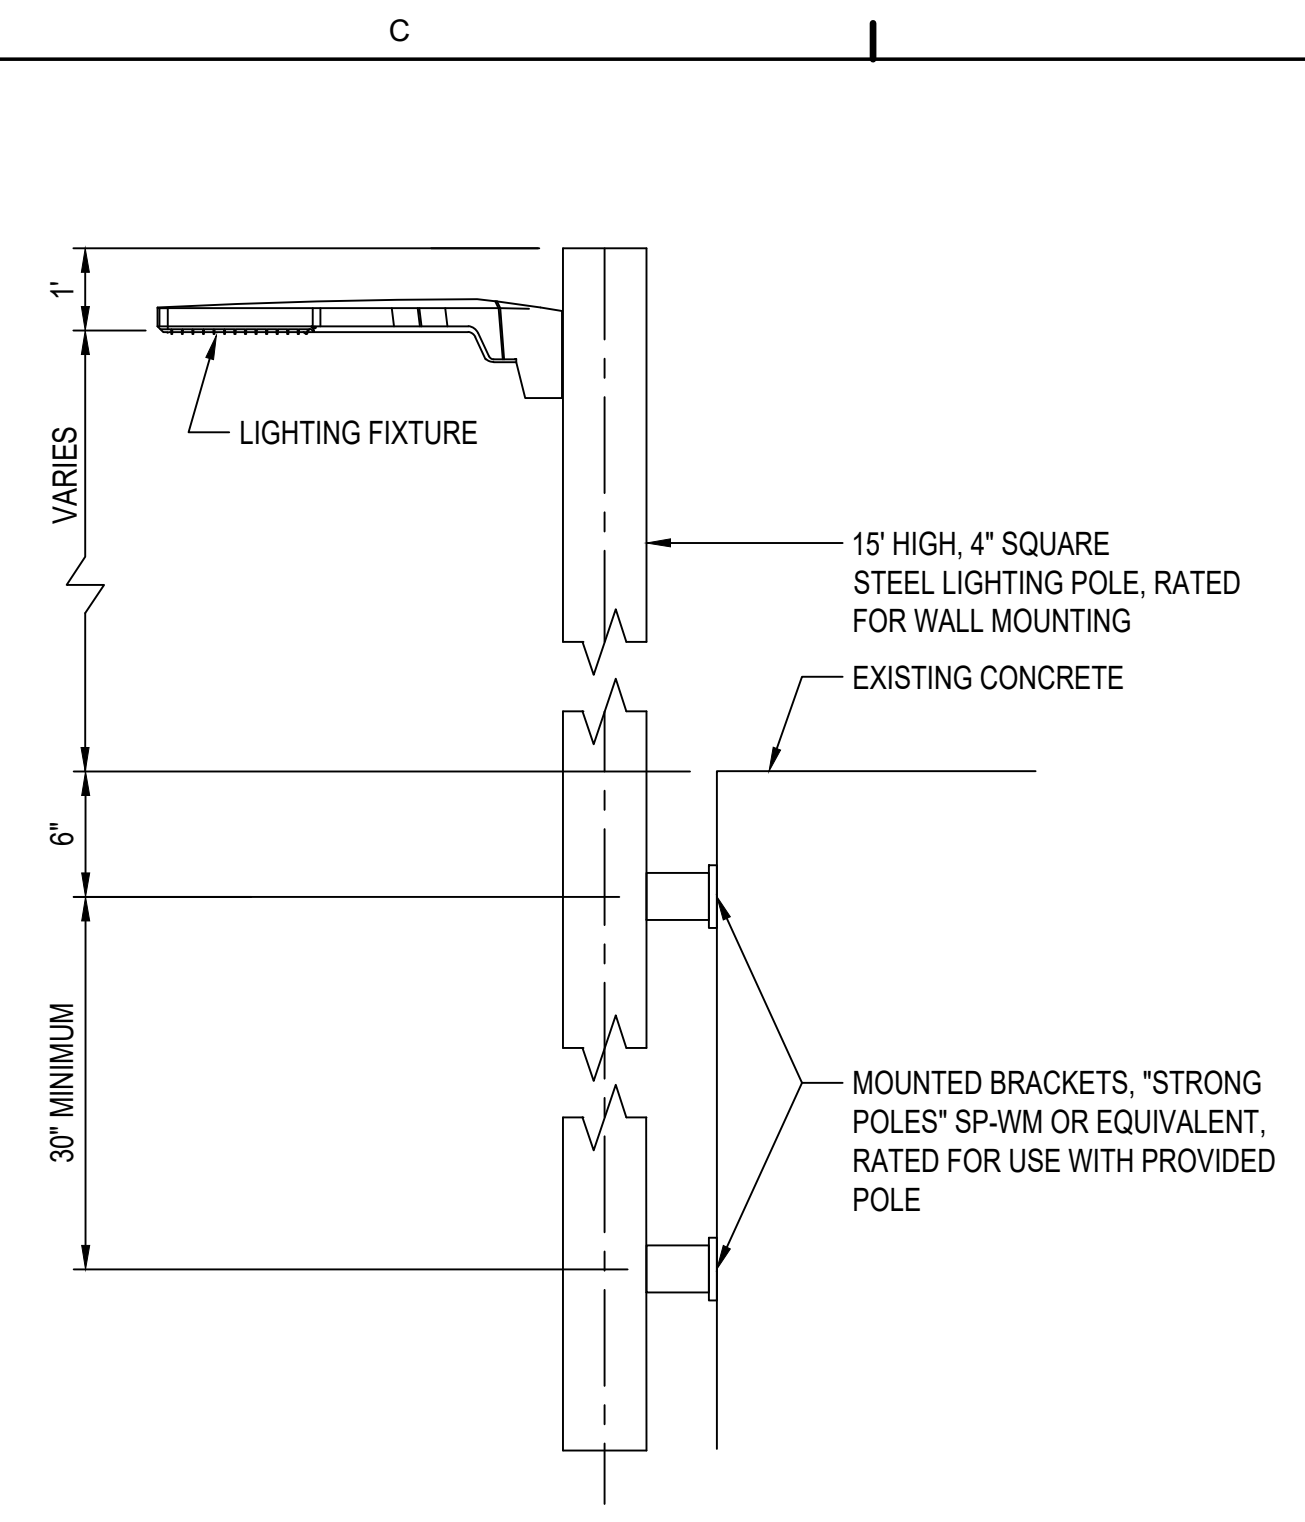 C
1'
LIGHTING FIXTURE
VARIES
15' HIGH, 4" SQUARE
STEEL LIGHTING POLE, RATED
FOR WALL MOUNTING
EXISTING CONCRETE
6"
30" MINIMUM
MOUNTED BRACKETS, "STRONG
POLES" SP-WM OR EQUIVALENT,
RATED FOR USE WITH PROVIDED
POLE